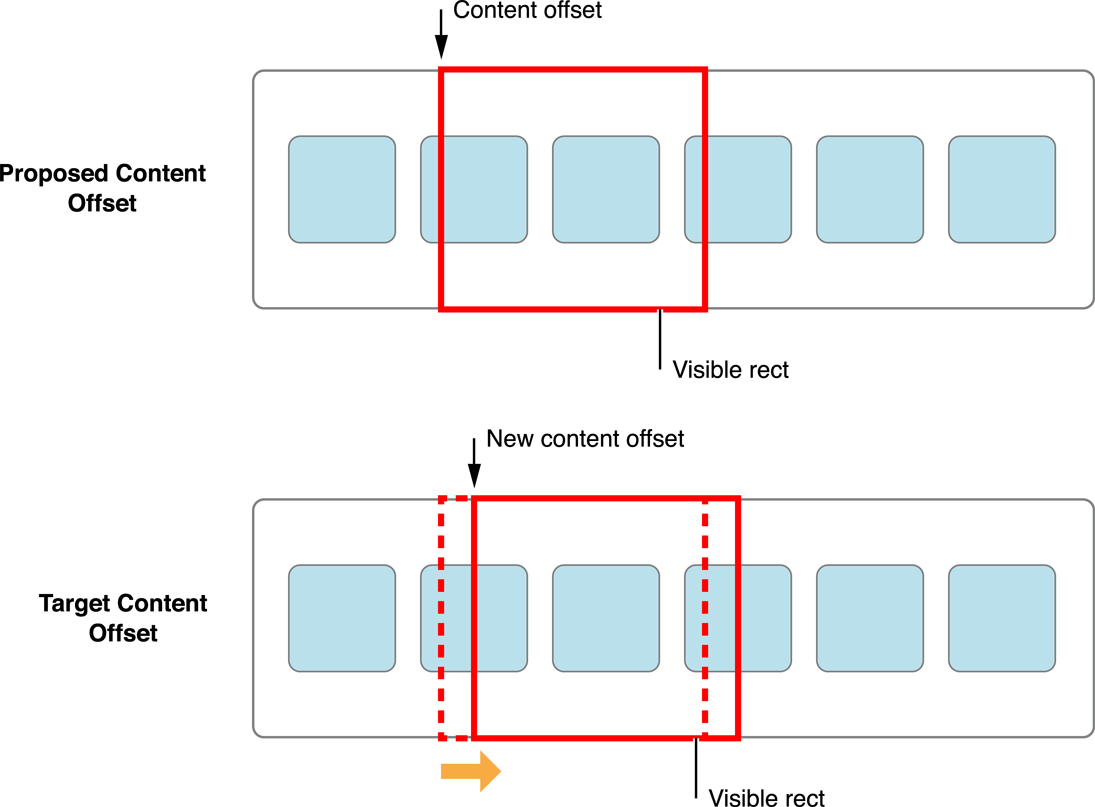 Content offset
Proposed Content
Offset
Visible rect
New content offset
Target Content
Offset
Visible rect